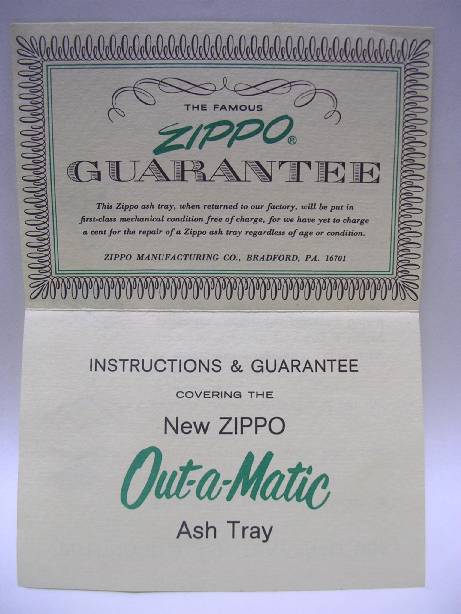 THE FAMOUS
ZIPPO®
GUARANTEE
This Zippo ash tray, when returned to our factory, will be put in
first-class mechanical condition free of charge, for we have yet to charge
a cent for the repair of a Zippo ash tray regardless of age or condition.
ZIPPO MANUFACTURING CO., BRADFORD, PA. 16701
INSTRUCTIONS & GUARANTEE
COVERING THE
New ZIPPO
Out-a-Matic
Ash Tray